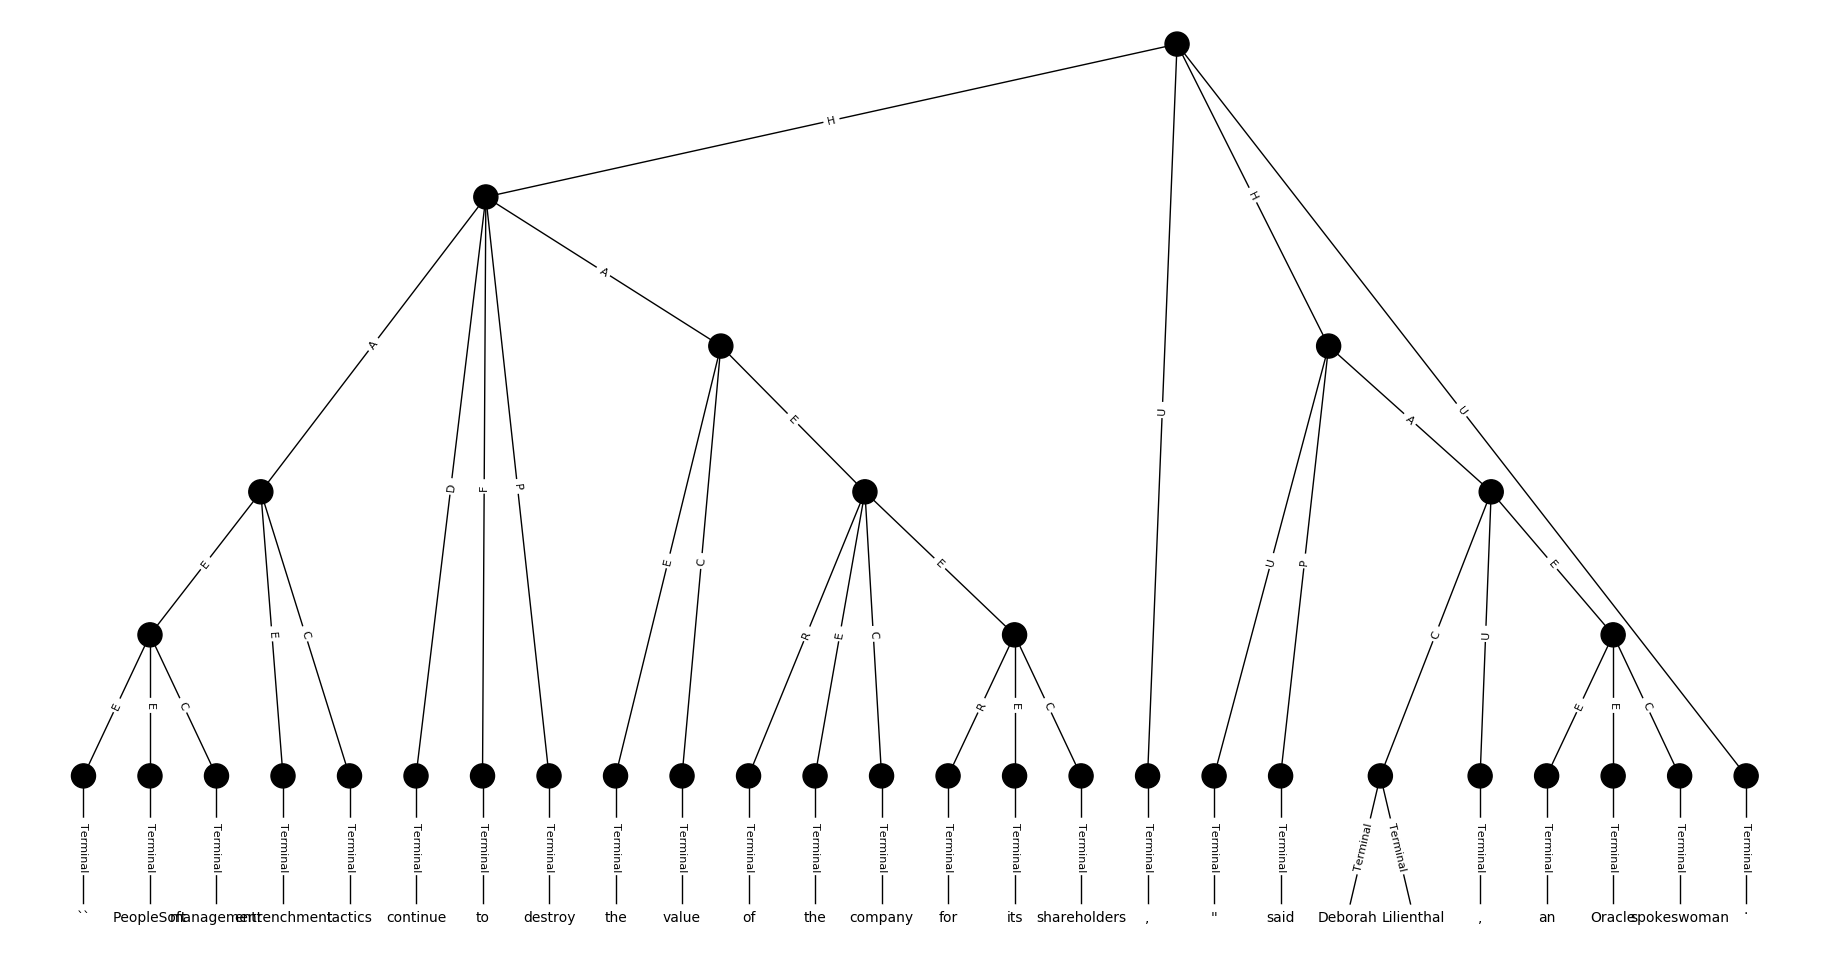 H
H
A
A
U
U
A
D F P
E
E
E C
E
U P
E
E C
R E C
C U
E E C
R E C
E E C
Terminal Terminal Terminal Terminal Terminal Terminal Terminal Terminal Terminal Terminal Terminal Terminal Terminal Terminal Terminal Terminal Terminal Terminal Terminal Terminal Terminal Terminal Terminal Terminal Terminal Terminal
`` PeopleSoft management entrenchment tactics continue to destroy the value of the company for its shareholders , " said Deborah Lilienthal , an Oracle spokeswoman .